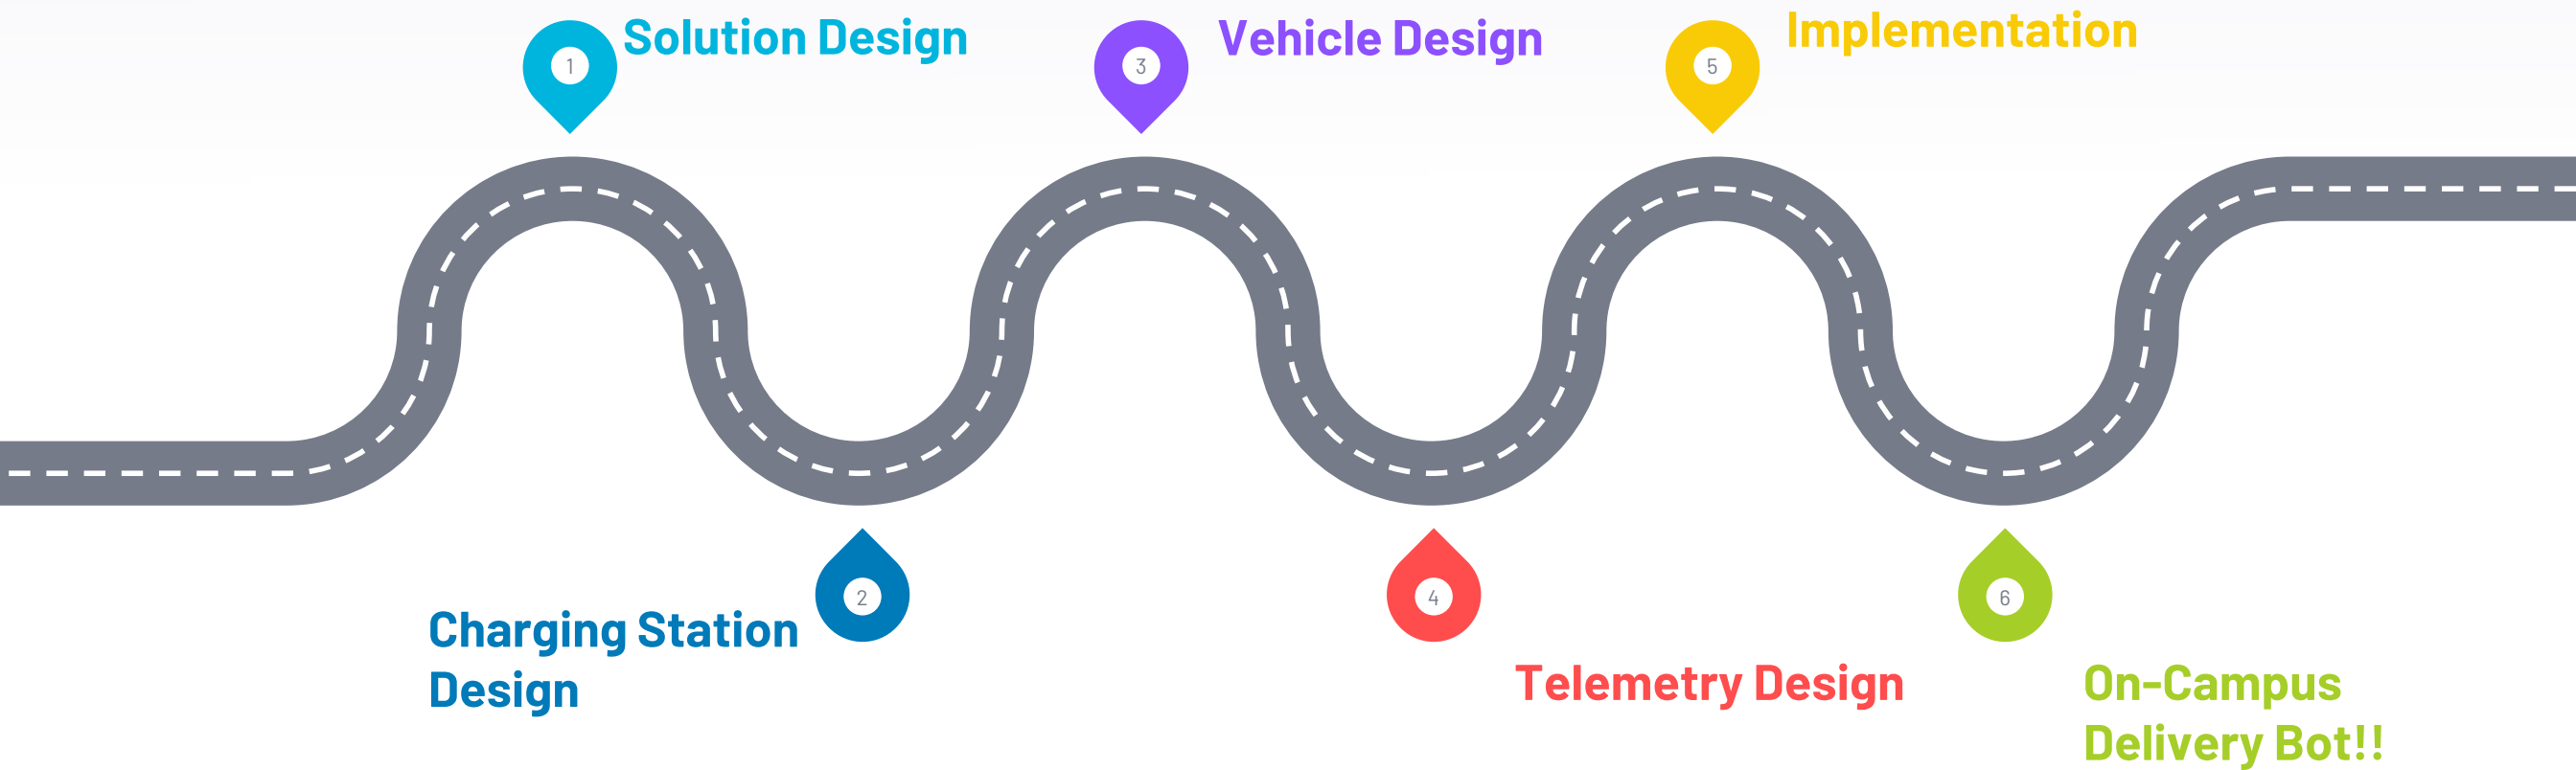 1
Solution Design
3
Vehicle Design
5
Implementation
2
Charging Station
Design
4
Telemetry Design
6
On-Campus
Delivery Bot!!